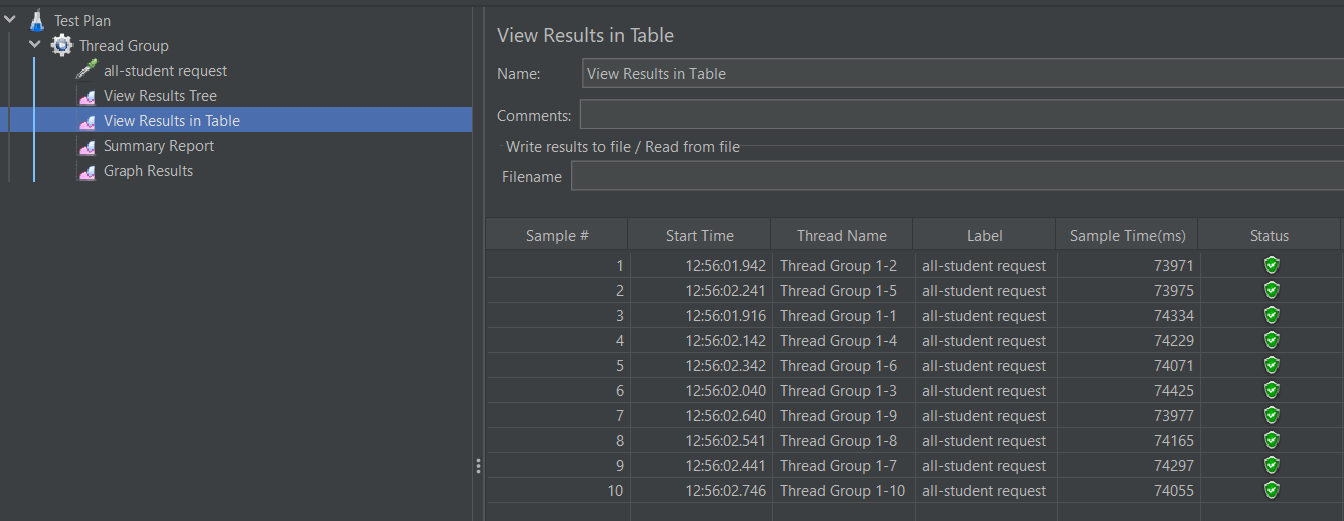 Test Plan
Thread Group
all-student request
View Results Tree
View Results in Table
Summary Report
Graph Results
View Results in Table
Name: View Results in Table
Comments:
Write results to file / Read from file
Filename
Sample # Start Time Thread Name Label Sample Time(ms) Status
1 12:56:01.942 Thread Group 1-2 all-student request 73971
2 12:56:02.241 Thread Group 1-5 all-student request 73975
3 12:56:01.916 Thread Group 1-1 all-student request 74334
4 12:56:02.142 Thread Group 1-4 all-student request 74229
5 12:56:02.342 Thread Group 1-6 all-student request 74071
6 12:56:02.040 Thread Group 1-3 all-student request 74425
7 12:56:02.640 Thread Group 1-9 all-student request 73977
8 12:56:02.541 Thread Group 1-8 all-student request 74165
9 12:56:02.441 Thread Group 1-7 all-student request 74297
10 12:56:02.746 Thread Group 1-10 all-student request 74055